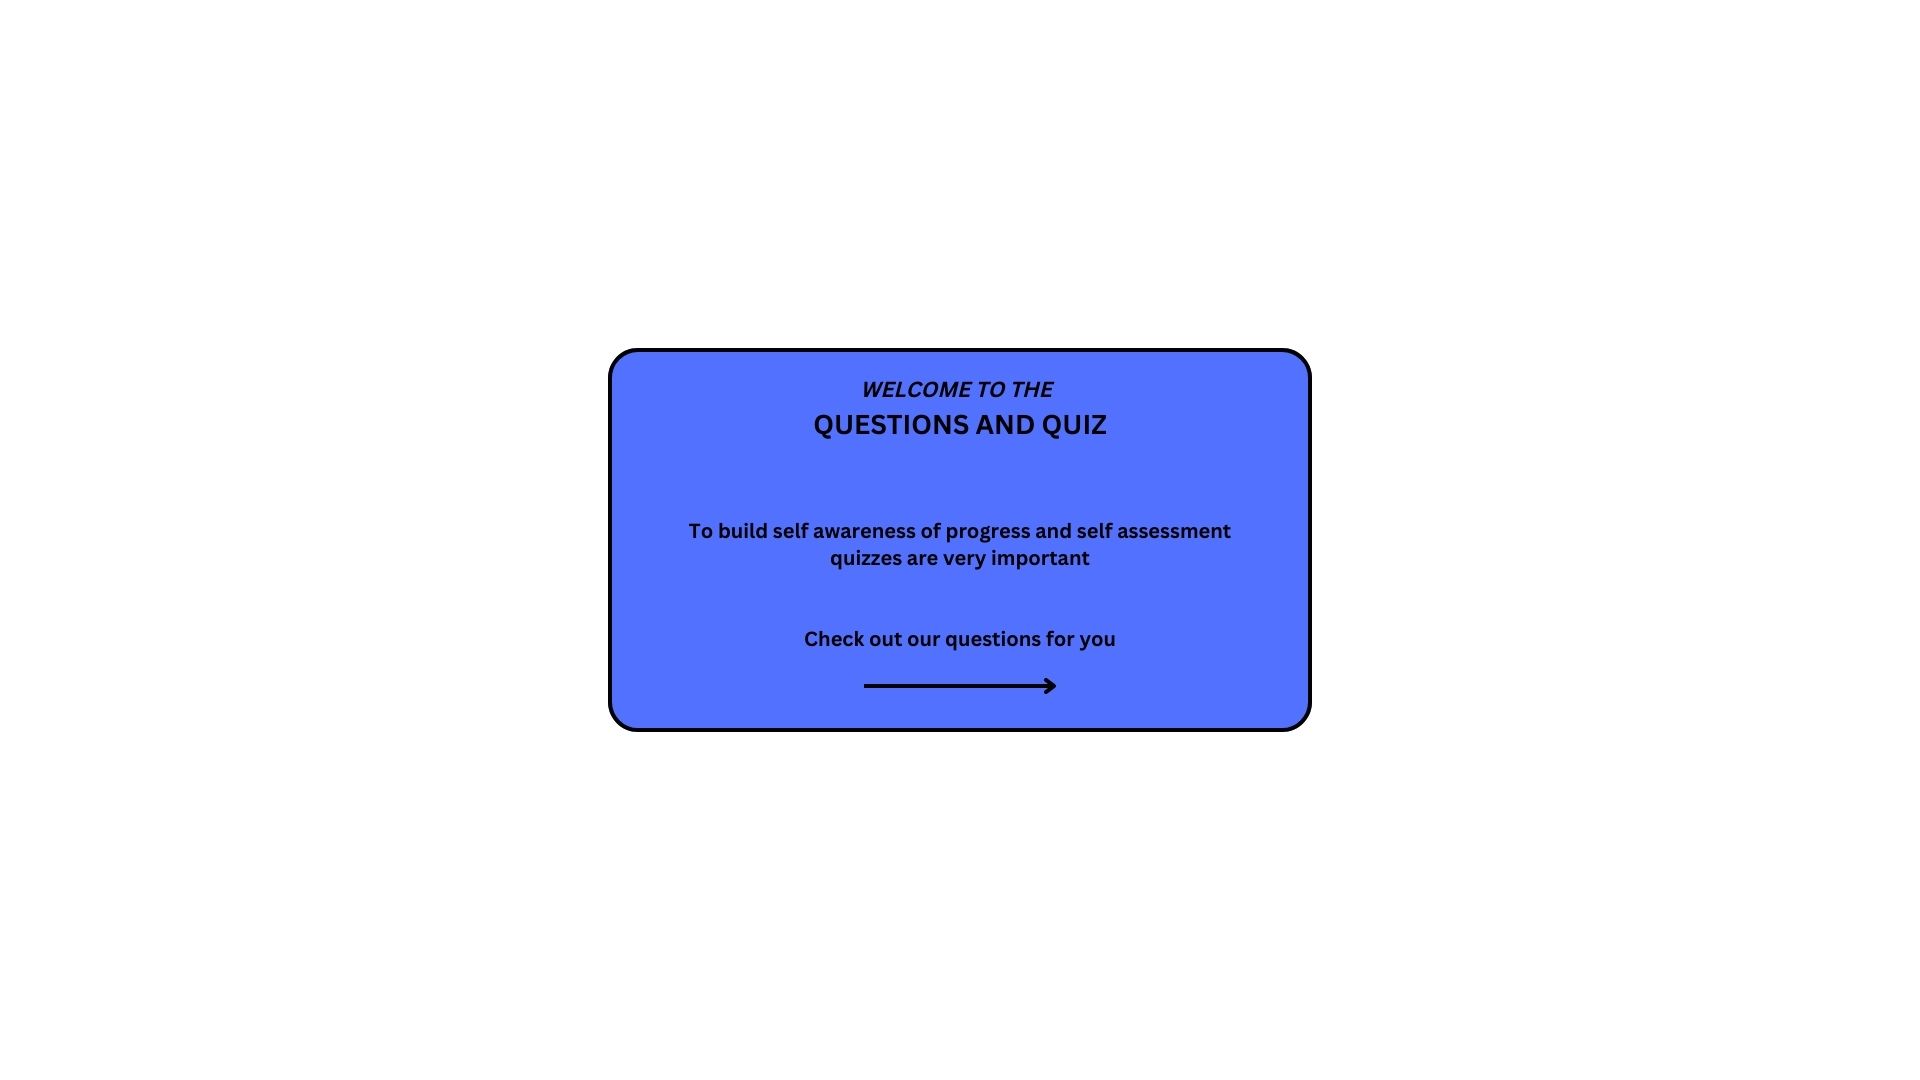 WELCOME TO THE
QUESTIONS AND QUIZ
To build self awareness of progress and self assessment
quizzes are very important
Check out our questions for you